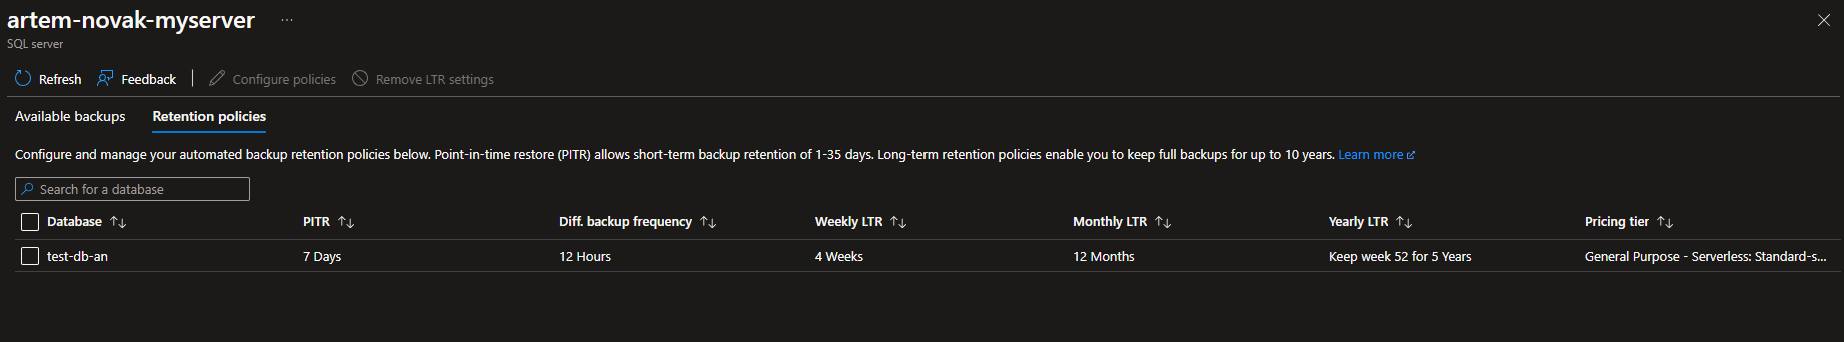 artem-novak-myserver ...
SQL server
Refresh Feedback Configure policies Remove LTR settings
Available backups Retention policies
Configure and manage your automated backup retention policies below. Point-in-time restore (PITR) allows short-term backup retention of 1-35 days. Long-term retention policies enable you to keep full backups for up to 10 years. Learn more
Search for a database
Database PITR Diff. backup frequency Weekly LTR Monthly LTR Yearly LTR Pricing tier
test-db-an 7 Days 12 Hours 4 Weeks 12 Months Keep week 52 for 5 Years General Purpose - Serverless: Standard-s...